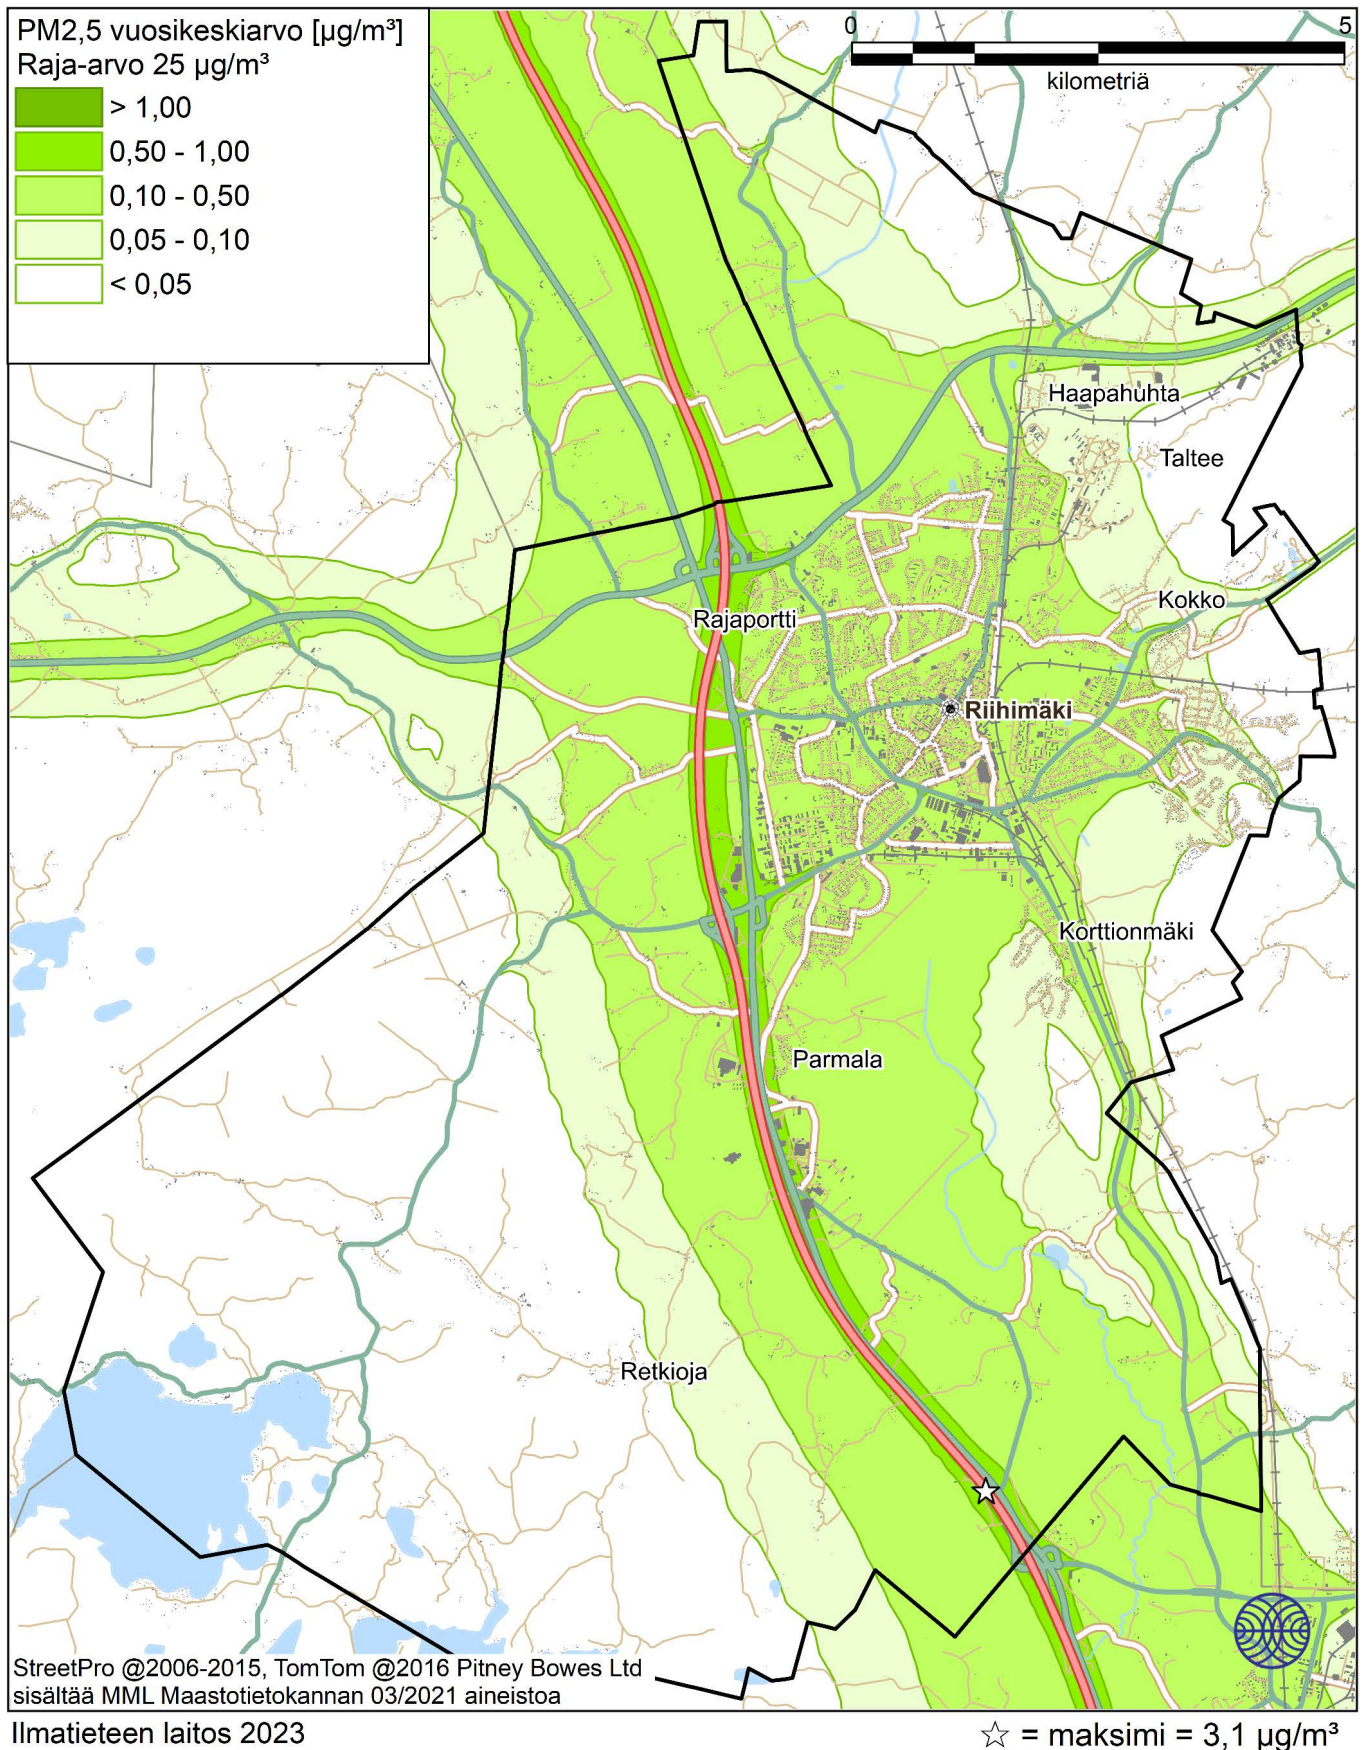 PM2,5 vuosikeskiarvo [µg/m³]
Raja-arvo 25 µg/m³
> 1,00
0,50 - 1,00
0,10 - 0,50
0,05 - 0,10
< 0,05
0 5
kilometriä
Haapahuhta
Taltee
Kokko
Rajaportti
Riihimäki
Korttionmäki
Parmala
Retkioja
StreetPro @2006-2015, TomTom @2016 Pitney Bowes Ltd
sisältää MML Maastotietokannan 03/2021 aineistoa
Ilmatieteen laitos 2023
☆ = maksimi = 3,1 µg/m³